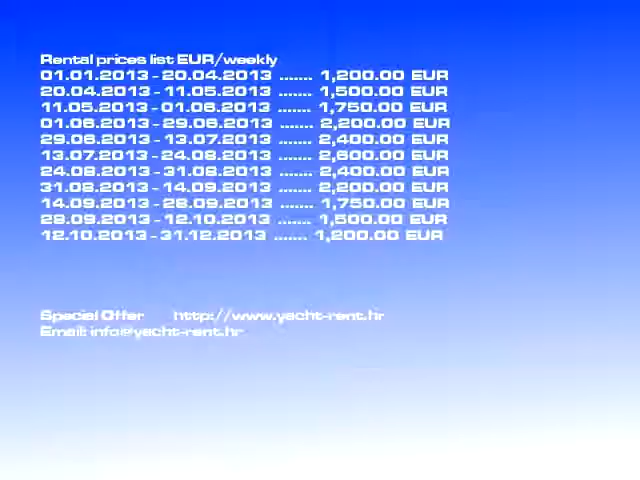 Rental prices list EUR/weekly
01.01.2013 - 20.04.2013 ....... 1,200.00 EUR
20.04.2013 - 11.05.2013 ....... 1,500.00 EUR
11.05.2013 - 01.06.2013 ....... 1,750.00 EUR
01.06.2013 - 29.06.2013 ....... 2,200.00 EUR
29.06.2013 - 13.07.2013 ....... 2,400.00 EUR
13.07.2013 - 24.08.2013 ....... 2,600.00 EUR
24.08.2013 - 31.08.2013 ....... 2,400.00 EUR
31.08.2013 - 14.09.2013 ....... 2,200.00 EUR
14.09.2013 - 28.09.2013 ....... 1,750.00 EUR
28.09.2013 - 12.10.2013 ....... 1,500.00 EUR
12.10.2013 - 31.12.2013 ....... 1,200.00 EUR
Special Offer http://www.yacht-rent.hr
Email: info@yacht-rent.hr